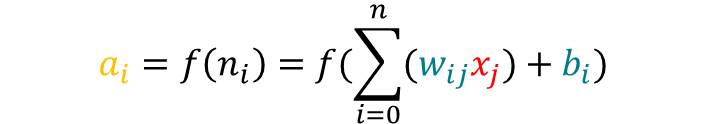 aᵢ = f(nᵢ) = f(∑ⁿᵢ₌₀(wᵢⱼxⱼ) + bᵢ)